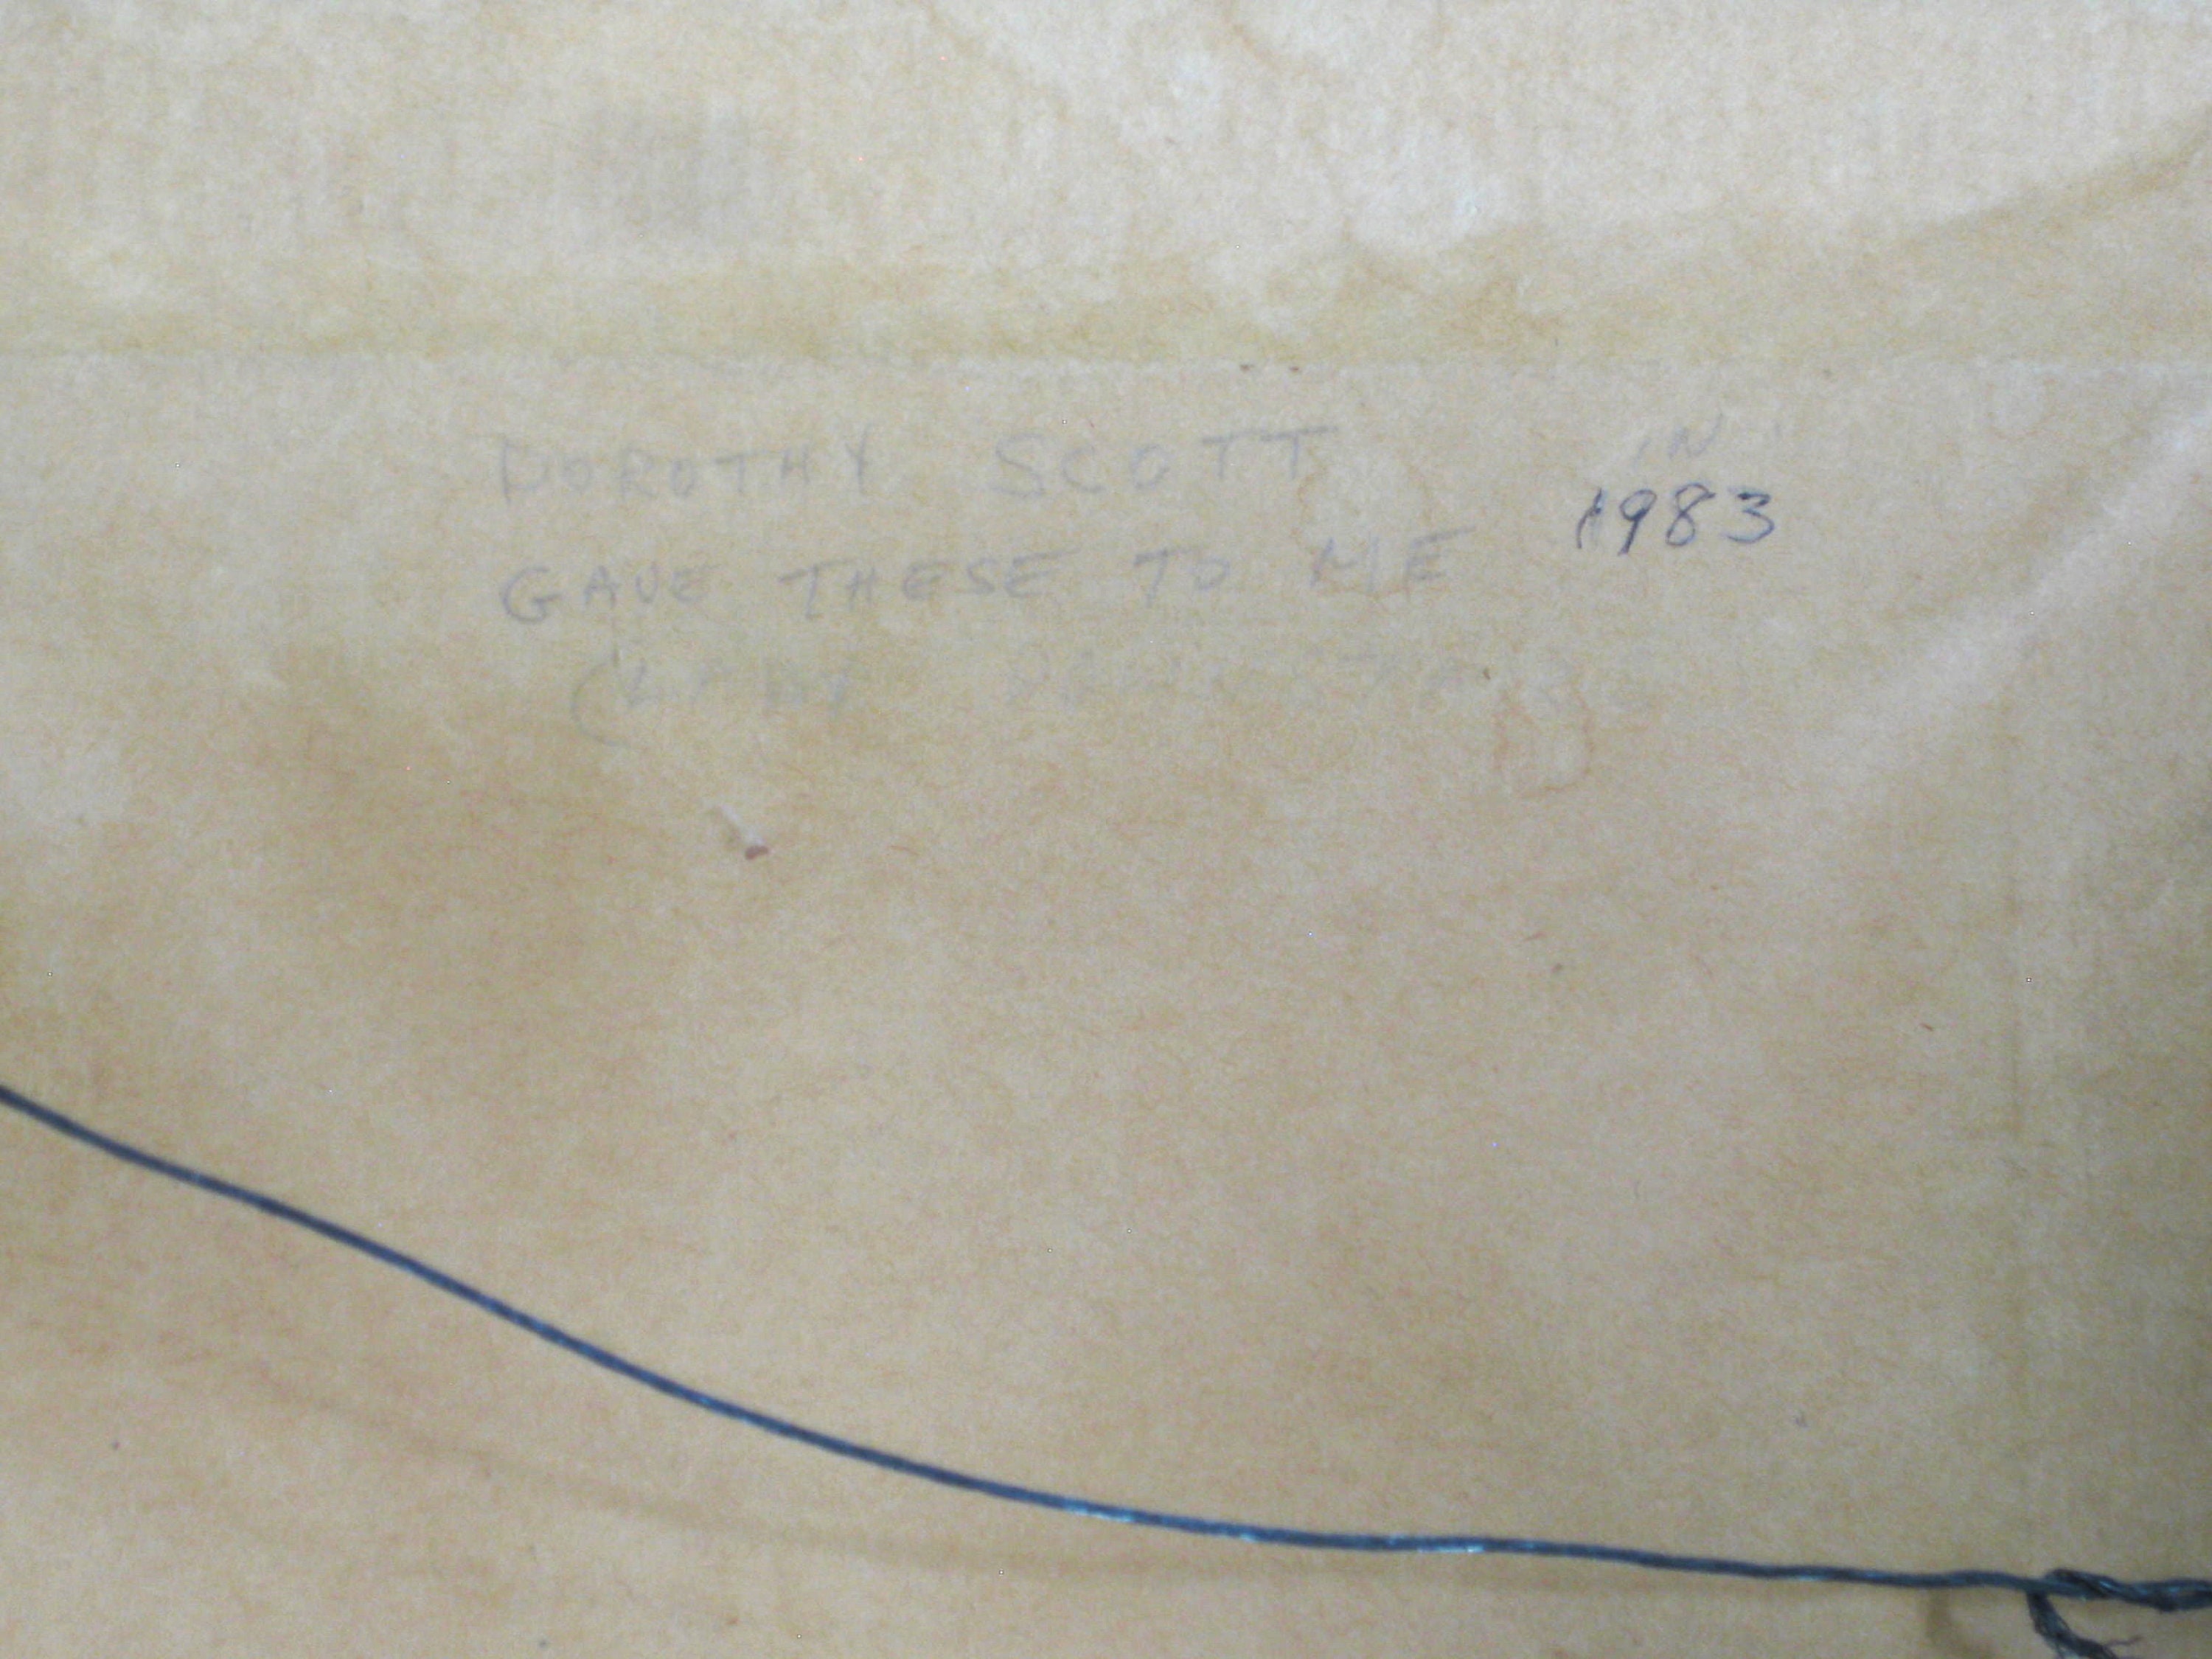 DOROTHY SCOTT IN
1983
GAVE THESE TO ME